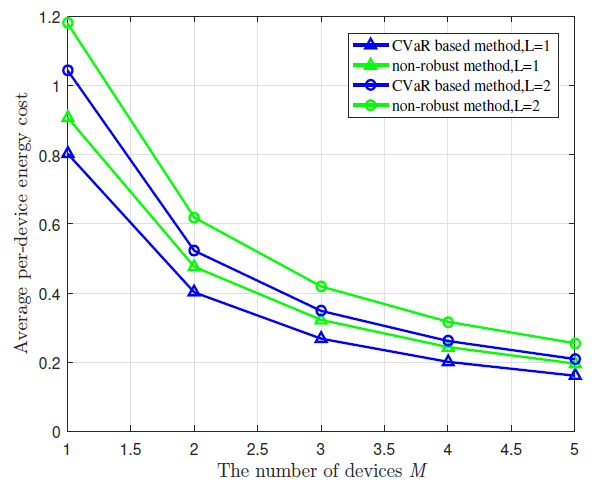 1.2
1
0.8
0.6
0.4
0.2
0
Average per-device energy cost
CVaR based method,L=1
non-robust method,L=1
CVaR based method,L=2
non-robust method,L=2
1 1.5 2 2.5 3 3.5 4 4.5 5
The number of devices M